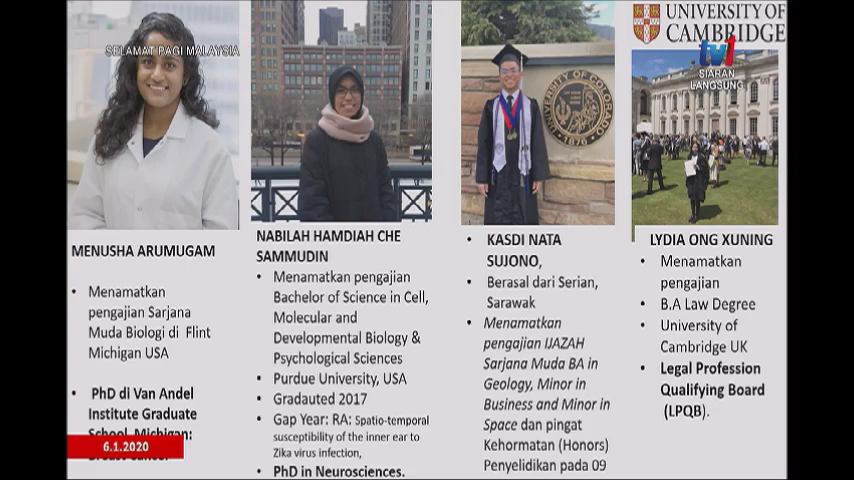 SELAMAT PAGI MALAYSIA
UNIVERSITY OF
CAMBRIDGE
tv1
SIARAN
LANGSUNG
UNIVERSITY OF COLORADO
1876
MENUSHA ARUMUGAM
• Menamatkan
pengajian Sarjana
Muda Biologi di Flint
Michigan USA
• PhD di Van Andel
Institute Graduate
School, Michigan:
6.1.2020
NABILAH HAMDIAH CHE
SAMMUDIN
• Menamatkan pengajian
Bachelor of Science in Cell,
Molecular and
Developmental Biology &
Psychological Sciences
• Purdue University, USA
• Gradauted 2017
• Gap Year: RA: Spatio-temporal
susceptibility of the inner ear to
Zika virus infection,
• PhD in Neurosciences.
• KASDI NATA
SUJONO,
• Berasal dari Serian,
Sarawak
• Menamatkan
pengajian IJAZAH
Sarjana Muda BA in
Geology, Minor in
Business and Minor in
Space dan pingat
Kehormatan (Honors)
Penyelidikan pada 09
LYDIA ONG XUNING
• Menamatkan
pengajian
• B.A Law Degree
• University of
Cambridge UK
• Legal Profession
Qualifying Board
(LPQB).